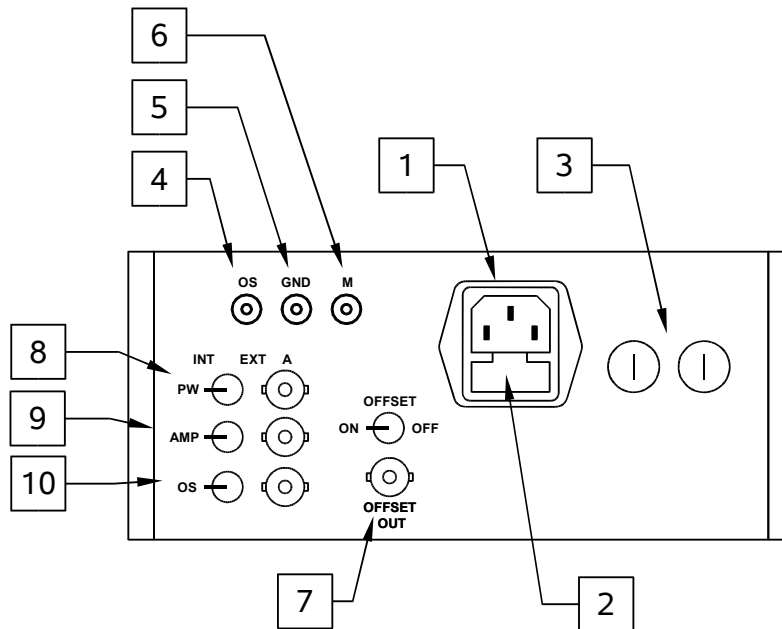 6
5
4
1
3
OS GND M
8
INT EXT A
PW
OFFSET
9
AMP
ON OFF
10
OS
OFFSET
OUT
7
2